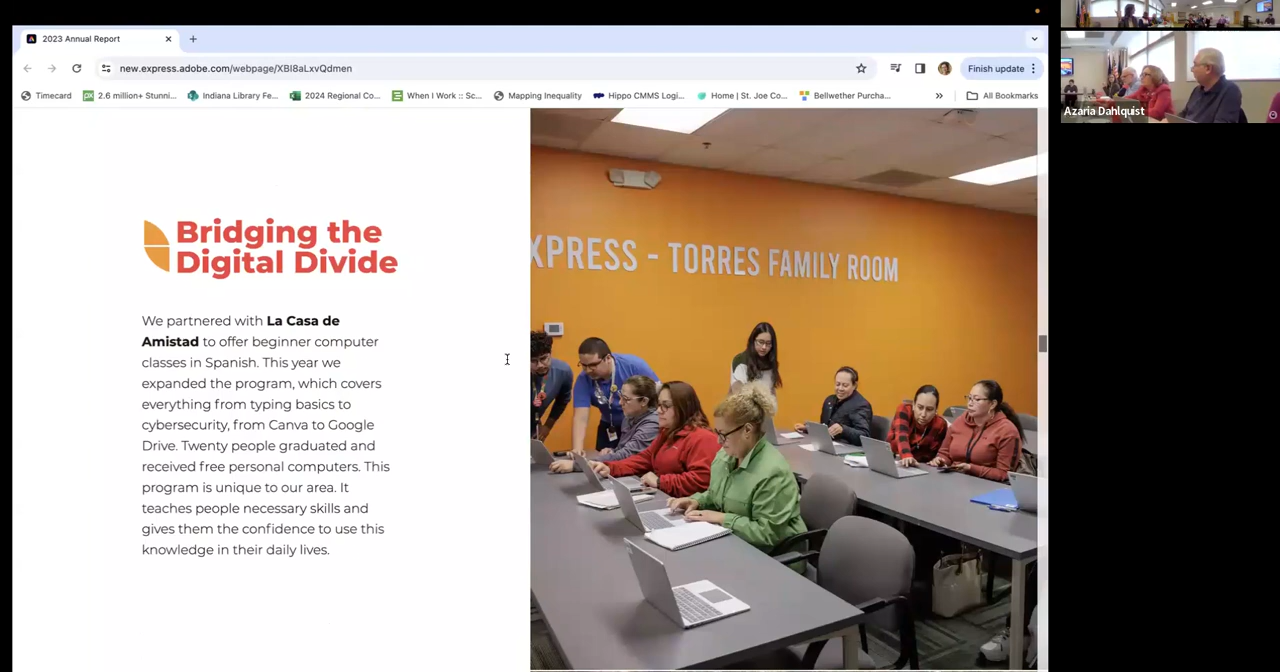 2023 Annual Report
new.express.adobe.com/webpage/XBI8aLxvQdmen
Finish update
Timecard
2.6 million+ Stunni...
Indiana Library Fe...
2024 Regional Co...
When I Work :: Sc...
Mapping Inequality
Hippo CMMS Logi...
Home | St. Joe Co...
Bellwether Purcha...
All Bookmarks
Azaria Dahlquist
Bridging the
Digital Divide
We partnered with La Casa de
Amistad to offer beginner computer
classes in Spanish. This year we
expanded the program, which covers
everything from typing basics to
cybersecurity, from Canva to Google
Drive. Twenty people graduated and
received free personal computers. This
program is unique to our area. It
teaches people necessary skills and
gives them the confidence to use this
knowledge in their daily lives.
XPRESS - TORRES FAMILY ROOM